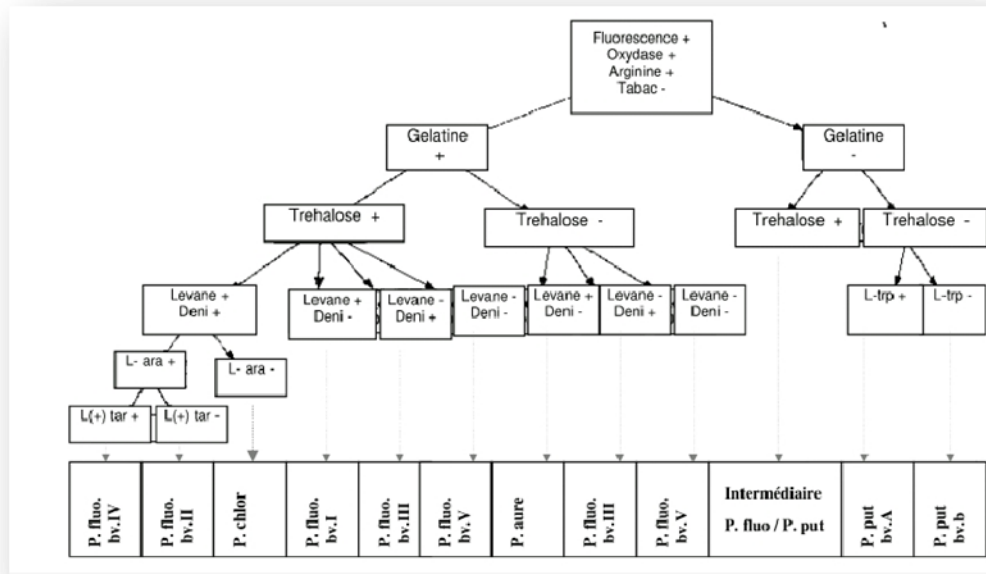 Fluorescence +
Oxydase +
Arginine +
Tabac -
Gelatine
+
Gelatine
-
Trehalose +
Trehalose -
Trehalose +
Trehalose -
Levane +
Deni +
Levane +
Deni -
Levane -
Deni +
Levane -
Deni -
Levane +
Deni -
Levane -
Deni +
Levane -
Deni -
L-trp +
L-trp -
L- ara +
L- ara -
L(+) tar +
L(+) tar -
P. fluo.
bv.IV
P. fluo.
bv.II
P. chlor
P. fluo.
bv.I
P. fluo.
bv.III
P. fluo.
bv.V
P. aure
P. fluo.
bv.III
P. fluo.
bv.V
Intermédiaire
P. fluo / P. put
P. put
bv.A
P. put
bv.b